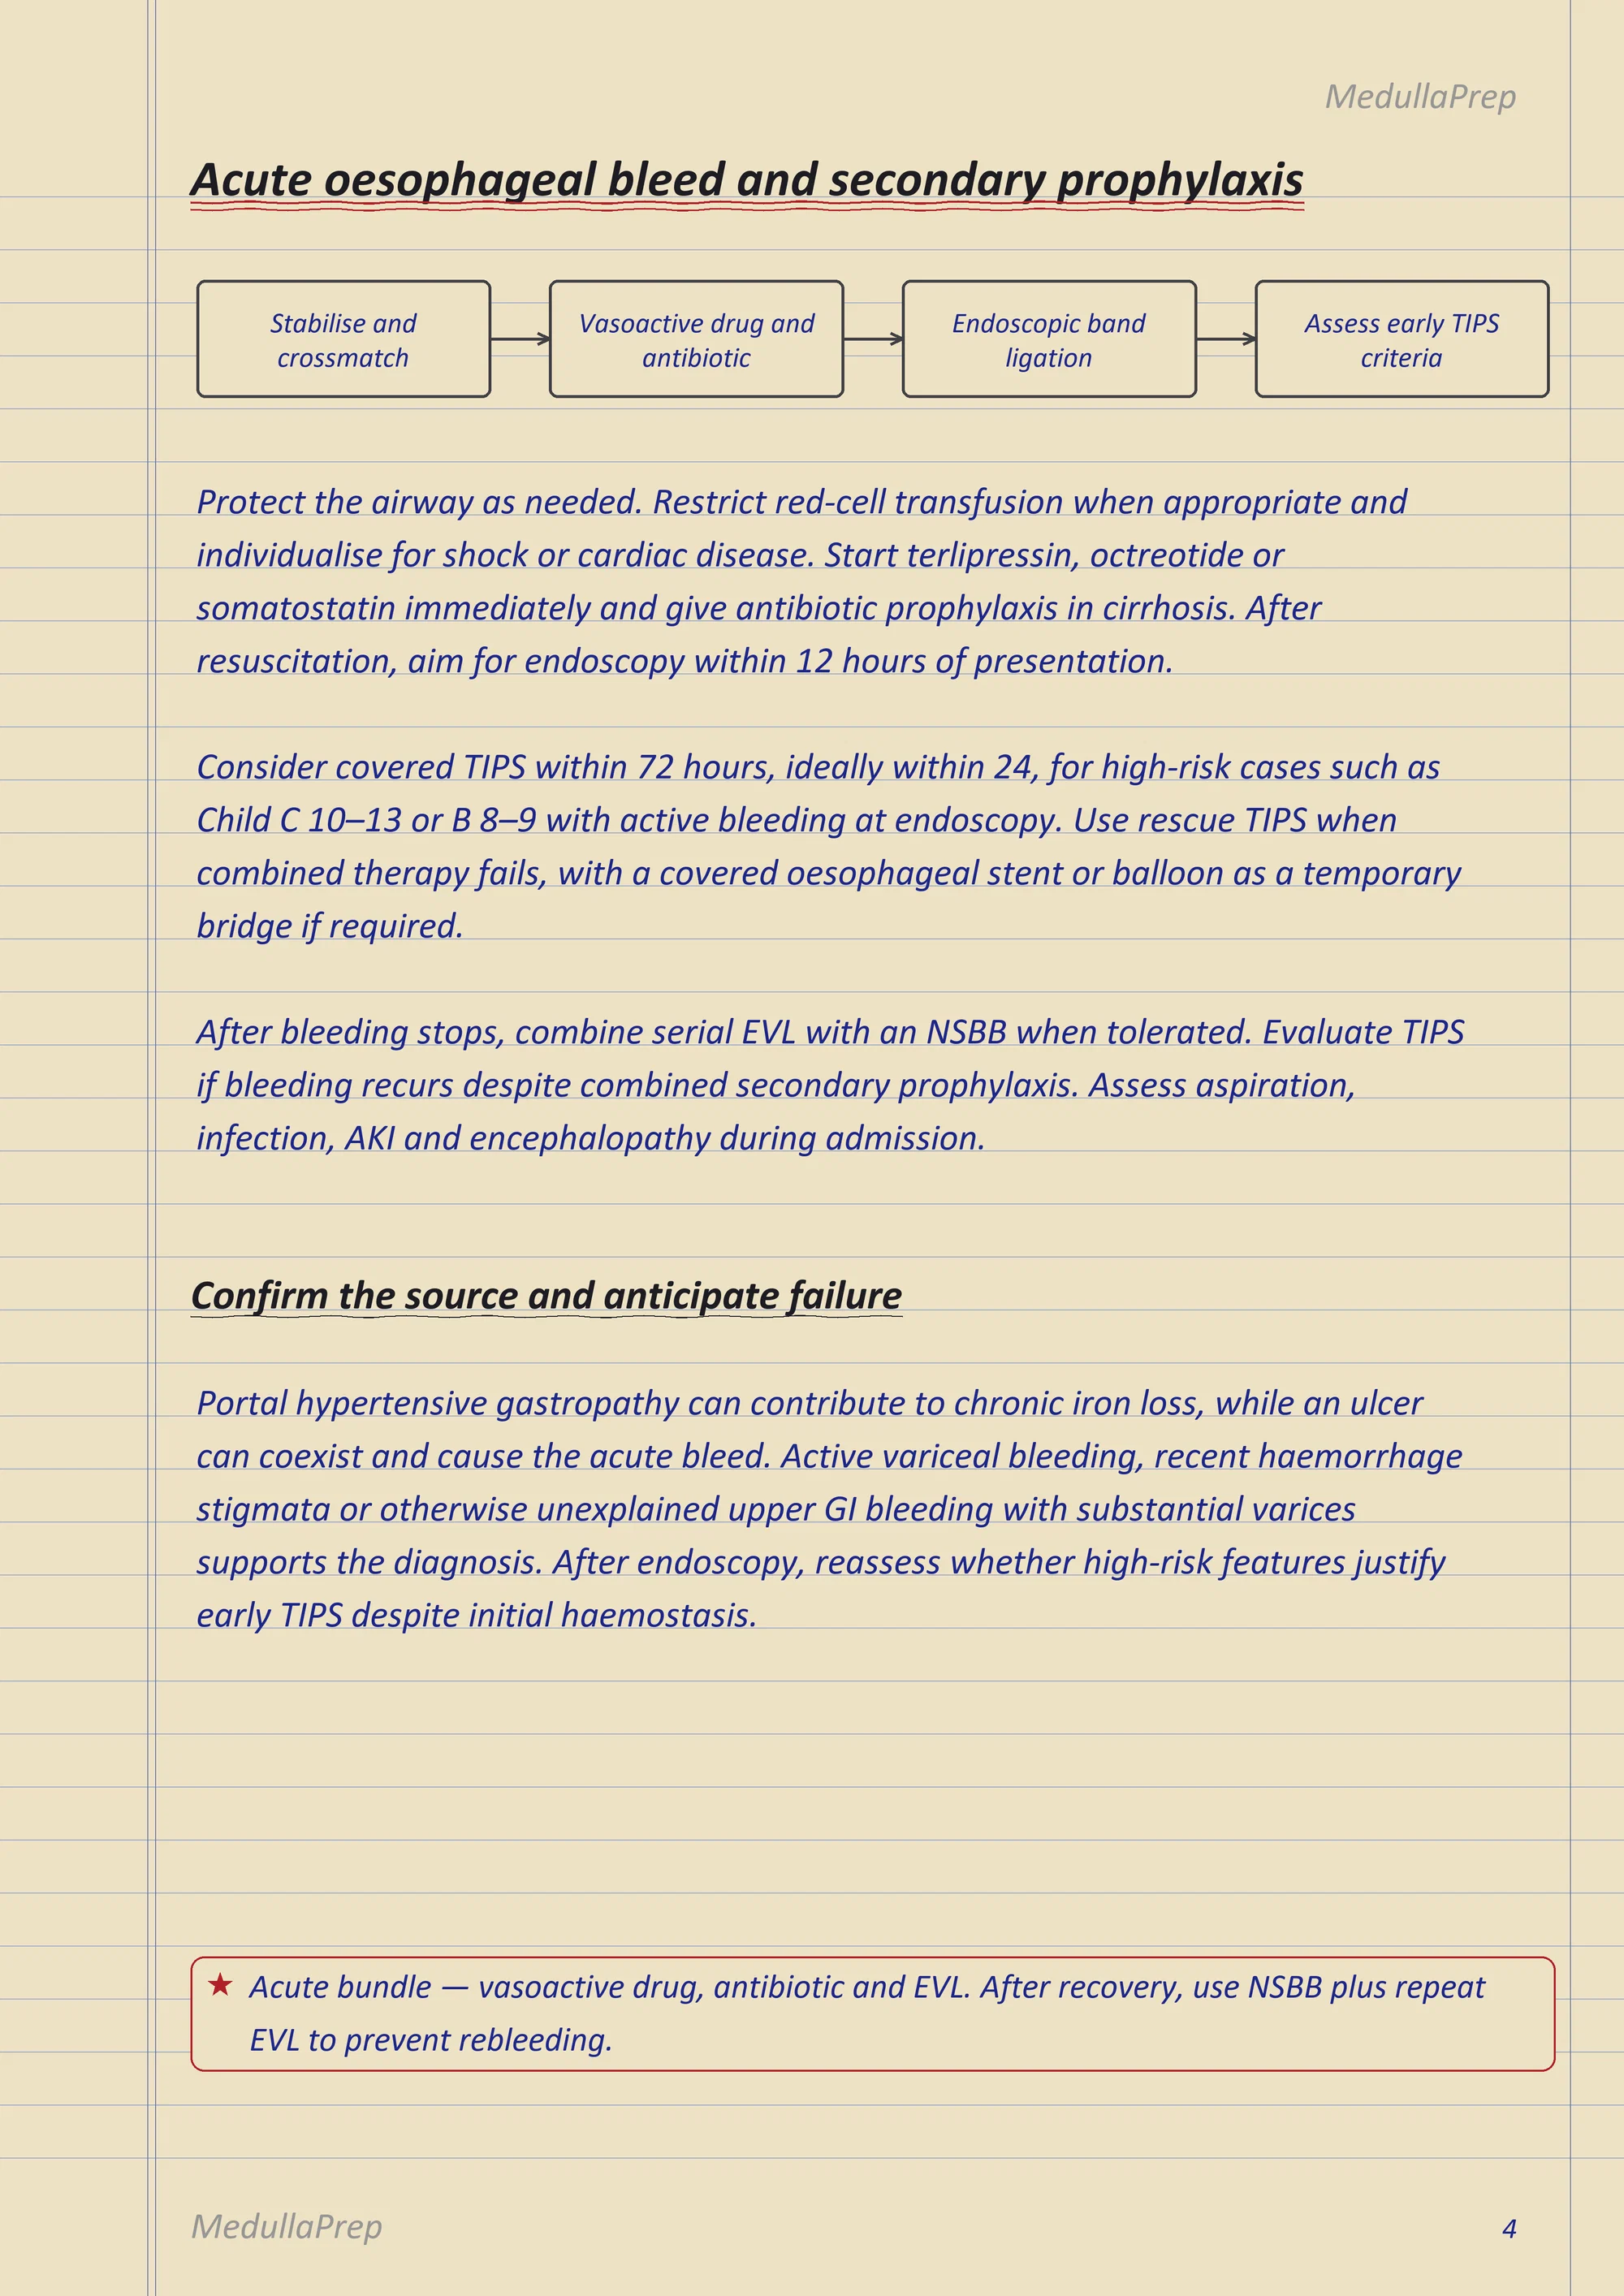 MedullaPrep
Acute oesophageal bleed and secondary prophylaxis
Stabilise and
crossmatch
Vasoactive drug and
antibiotic
Endoscopic band
ligation
Assess early TIPS
criteria
Protect the airway as needed. Restrict red-cell transfusion when appropriate and
individualise for shock or cardiac disease. Start terlipressin, octreotide or
somatostatin immediately and give antibiotic prophylaxis in cirrhosis. After
resuscitation, aim for endoscopy within 12 hours of presentation.
Consider covered TIPS within 72 hours, ideally within 24, for high-risk cases such as
Child C 10–13 or B 8–9 with active bleeding at endoscopy. Use rescue TIPS when
combined therapy fails, with a covered oesophageal stent or balloon as a temporary
bridge if required.
After bleeding stops, combine serial EVL with an NSBB when tolerated. Evaluate TIPS
if bleeding recurs despite combined secondary prophylaxis. Assess aspiration,
infection, AKI and encephalopathy during admission.
Confirm the source and anticipate failure
Portal hypertensive gastropathy can contribute to chronic iron loss, while an ulcer
can coexist and cause the acute bleed. Active variceal bleeding, recent haemorrhage
stigmata or otherwise unexplained upper GI bleeding with substantial varices
supports the diagnosis. After endoscopy, reassess whether high-risk features justify
early TIPS despite initial haemostasis.
★ Acute bundle — vasoactive drug, antibiotic and EVL. After recovery, use NSBB plus repeat
EVL to prevent rebleeding.
MedullaPrep
4